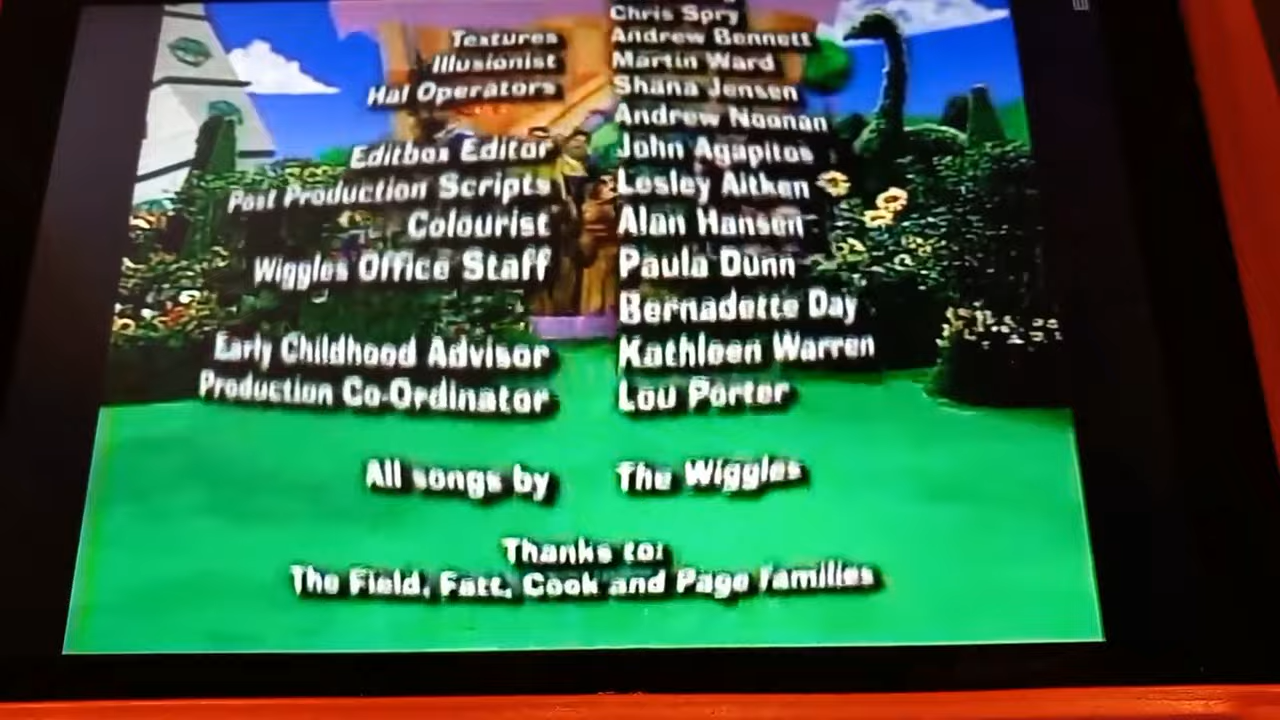 Chris Spry
Textures Andrew Bennett
Illusionist Martin Ward
Hal Operators Shana Jensen
Andrew Noonan
Editbox Editor John Agapitos
Post Production Scripts Lesley Aitken
Colourist Alan Hansen
Wiggles Office Staff Paula Dunn
Bernadette Day
Early Childhood Advisor Kathleen Warren
Production Co-Ordinator Lou Porter
All songs by The Wiggles
Thanks to:
The Field, Fatt, Cook and Page families